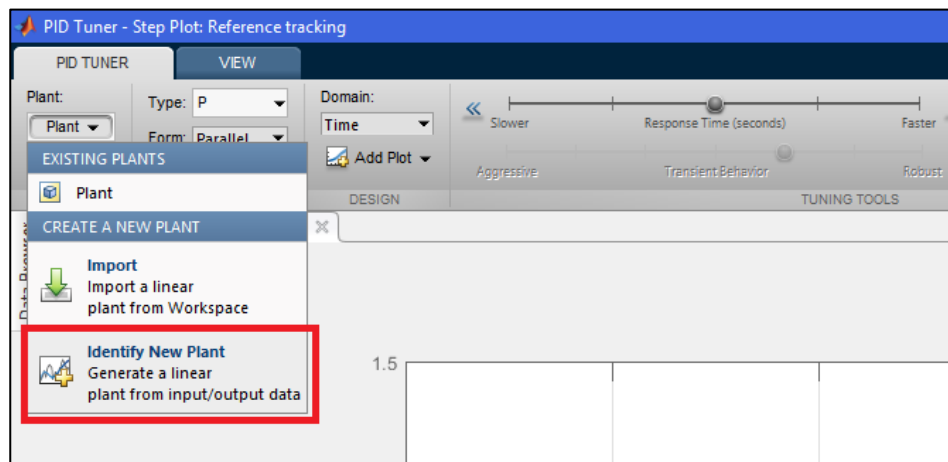 PID Tuner - Step Plot: Reference tracking
PID TUNER
VIEW
Plant:
Type: P
Domain:
Plant
Form: Parallel
Time
Slower
Response Time (seconds)
Faster
Add Plot
Aggressive
Transient Behavior
Robust
DESIGN
TUNING TOOLS
EXISTING PLANTS
Plant
CREATE A NEW PLANT
Import
Import a linear
plant from Workspace
Identify New Plant
Generate a linear
plant from input/output data
Data Browser
1.5